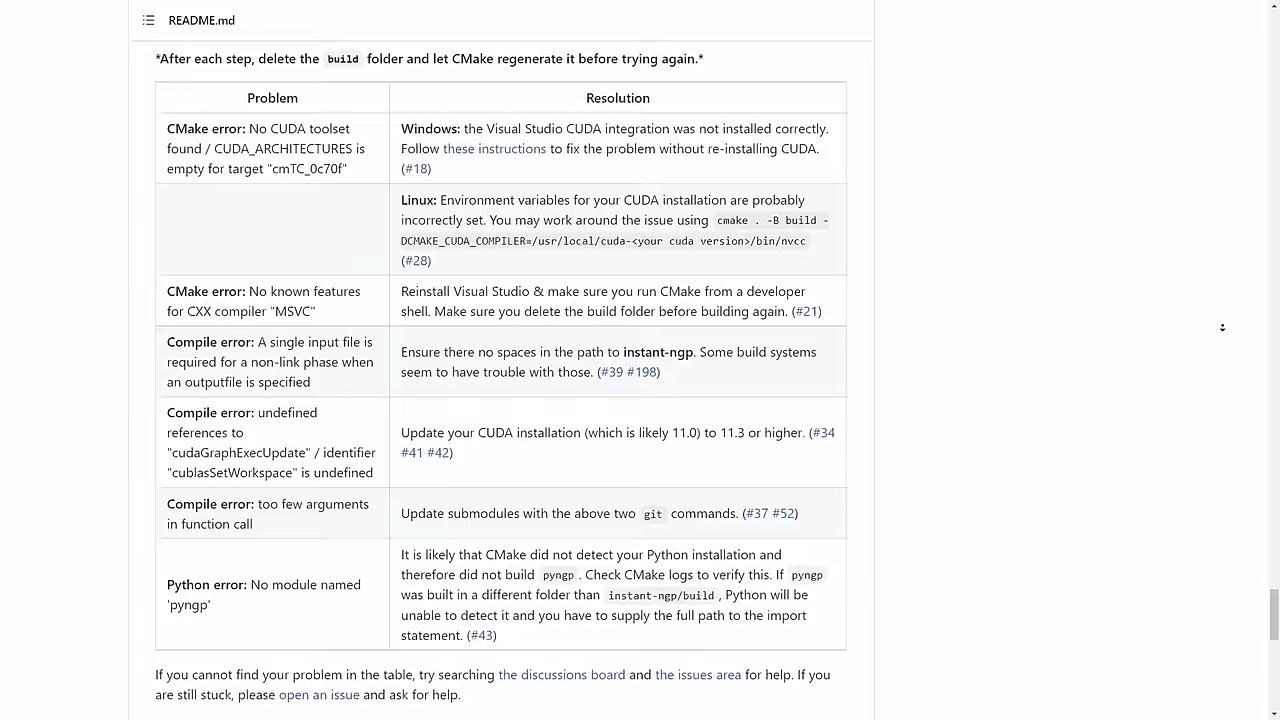 README.md
*After each step, delete the build folder and let CMake regenerate it before trying again.*
Problem
Resolution
CMake error: No CUDA toolset
found / CUDA_ARCHITECTURES is
empty for target "cmTC_0c70f"
Windows: the Visual Studio CUDA integration was not installed correctly.
Follow these instructions to fix the problem without re-installing CUDA.
(#18)
Linux: Environment variables for your CUDA installation are probably
incorrectly set. You may work around the issue using cmake . -B build -
DCMAKE_CUDA_COMPILER=/usr/local/cuda-<your cuda version>/bin/nvcc
(#28)
CMake error: No known features
for CXX compiler "MSVC"
Reinstall Visual Studio & make sure you run CMake from a developer
shell. Make sure you delete the build folder before building again. (#21)
Compile error: A single input file is
required for a non-link phase when
an outputfile is specified
Ensure there no spaces in the path to instant-ngp. Some build systems
seem to have trouble with those. (#39 #198)
Compile error: undefined
references to
"cudaGraphExecUpdate" / identifier
"cublasSetWorkspace" is undefined
Update your CUDA installation (which is likely 11.0) to 11.3 or higher. (#34
#41 #42)
Compile error: too few arguments
in function call
Update submodules with the above two git commands. (#37 #52)
Python error: No module named
'pyngp'
It is likely that CMake did not detect your Python installation and
therefore did not build pyngp. Check CMake logs to verify this. If pyngp
was built in a different folder than instant-ngp/build, Python will be
unable to detect it and you have to supply the full path to the import
statement. (#43)
If you cannot find your problem in the table, try searching the discussions board and the issues area for help. If you
are still stuck, please open an issue and ask for help.